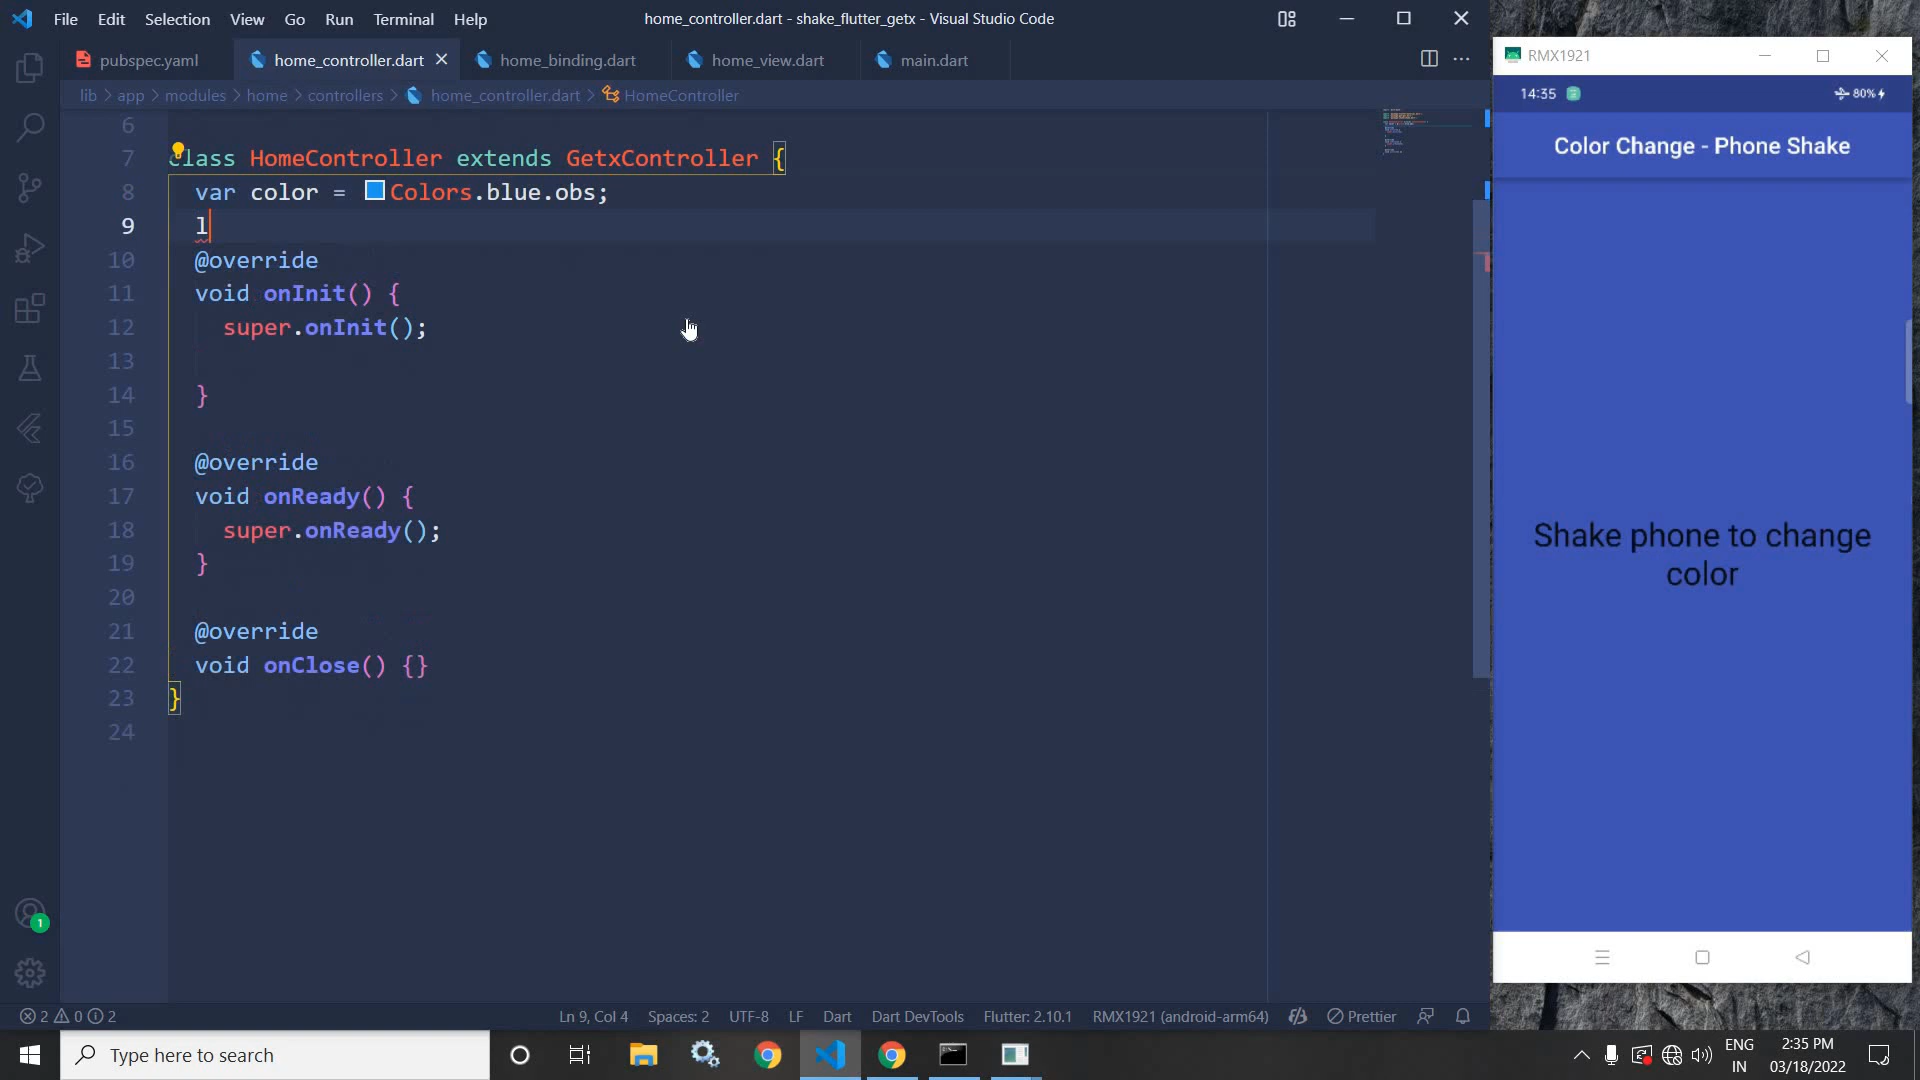 File Edit Selection View Go Run Terminal Help
home_controller.dart - shake_flutter_getx - Visual Studio Code
pubspec.yaml
home_controller.dart
home_binding.dart
home_view.dart
main.dart
lib > app > modules > home > controllers > home_controller.dart > HomeController
6
7 class HomeController extends GetxController {
8 var color = Colors.blue.obs;
9 l
10 @override
11 void onInit() {
12 super.onInit();
13
14 }
15
16 @override
17 void onReady() {
18 super.onReady();
19 }
20
21 @override
22 void onClose() {}
23 }
24
1
2 0 2
Ln 9, Col 4 Spaces: 2 UTF-8 LF Dart Dart DevTools Flutter: 2.10.1 RMX1921 (android-arm64) Prettier
RMX1921
14:35
80%
Color Change - Phone Shake
Shake phone to change
color
Type here to search
ENG
IN
2:35 PM
03/18/2022